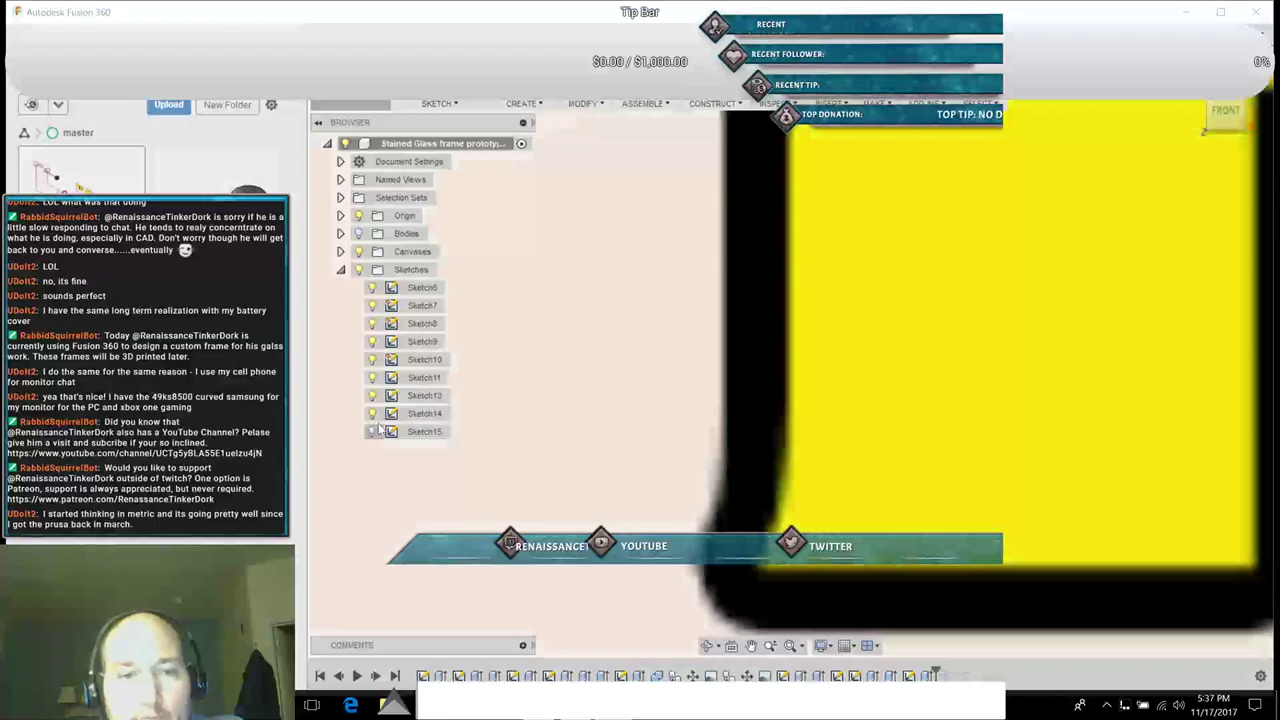 Autodesk Fusion 360
Tip Bar
RECENT
$0.00 / $1,000.00
RECENT FOLLOWER:
0%
RECENT TIP:
Upload
New Folder
SKETCH
CREATE
MODIFY
ASSEMBLE
CONSTRUCT
TOP DONATION:
TOP TIP: NO D
FRONT
BROWSER
master
Stained Glass frame prototyp...
Document Settings
Named Views
Selection Sets
Origin
Bodies
Canvases
Sketches
Sketch6
Sketch7
Sketch8
Sketch9
Sketch10
Sketch11
Sketch13
Sketch14
Sketch15
UDoIt2: LOL what was that doing
RabbidSquirrelBot: @RenaissanceTinkerDork is sorry if he is a
little slow responding to chat. He tends to realy concerntrate on
what he is doing, especially in CAD. Don't worry though he will get
back to you and converse......eventually
UDoIt2: LOL
UDoIt2: no, its fine
UDoIt2: sounds perfect
UDoIt2: I have the same long term realization with my battery
cover
RabbidSquirrelBot: Today @RenaissanceTinkerDork is
currently using Fusion 360 to design a custom frame for his galss
work. These frames will be 3D printed later.
UDoIt2: I do the same for the same reason - I use my cell phone
for monitor chat
UDoIt2: yea that's nice! I have the 49ks8500 curved samsung for
my monitor for the PC and xbox one gaming
RabbidSquirrelBot: Did you know that
@RenaissanceTinkerDork also has a YouTube Channel? Pelase
give him a visit and subcribe if your so inclined.
https://www.youtube.com/channel/UCTg5yBLA55E1uelzu4jN
RabbidSquirrelBot: Would you like to support
@RenaissanceTinkerDork outside of twitch? One option is
Patreon, support is always appreciated, but never required.
https://www.patreon.com/RenassanceTinkerDork
UDoIt2: I started thinking in metric and its going pretty well since
I got the prusa back in march.
RENAISSANCET
YOUTUBE
TWITTER
COMMENTS
5:37 PM
11/17/2017